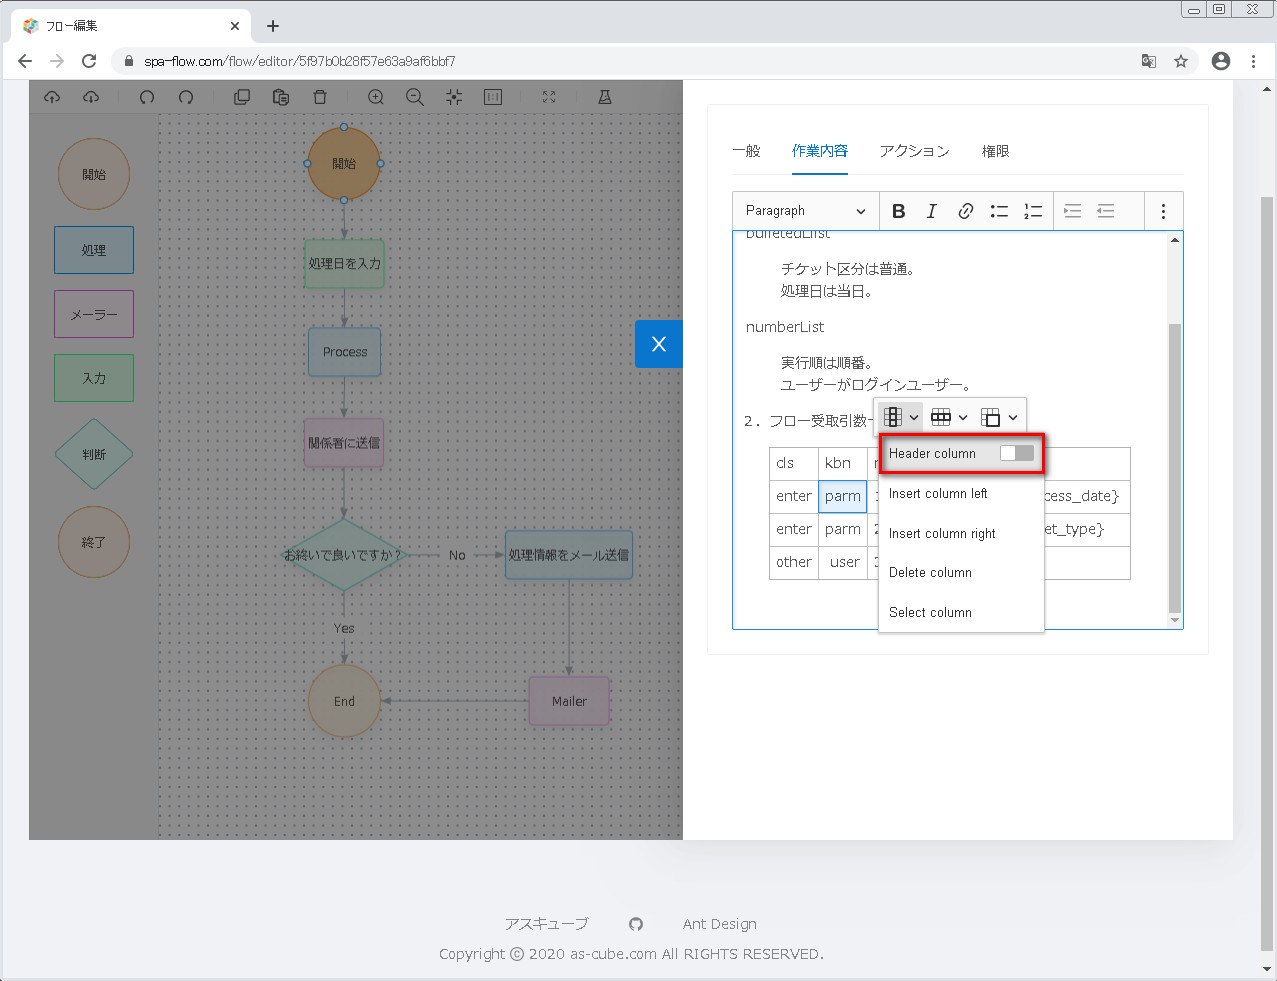 フロー編集
spa-flow.com/flow/editor/5f97b0b28f57e63a9af6bbf7
開始
処理
メーラー
入力
判断
終了
開始
処理日を入力
Process
関係者に送信
お終いで良いですか？
No
処理情報をメール送信
Yes
End
Mailer
X
一般
作業内容
アクション
権限
Paragraph
B
I
bulletedList
チケット区分は普通。
処理日は当日。
numberList
実行順は順番。
ユーザーがログインユーザー。
2. フロー受取引数
cls kbn
enter parm cess_date}
enter parm 2 et_type}
other user
Header column
Insert column left
Insert column right
Delete column
Select column
アスキューブ
Ant Design
Copyright © 2020 as-cube.com All RIGHTS RESERVED.